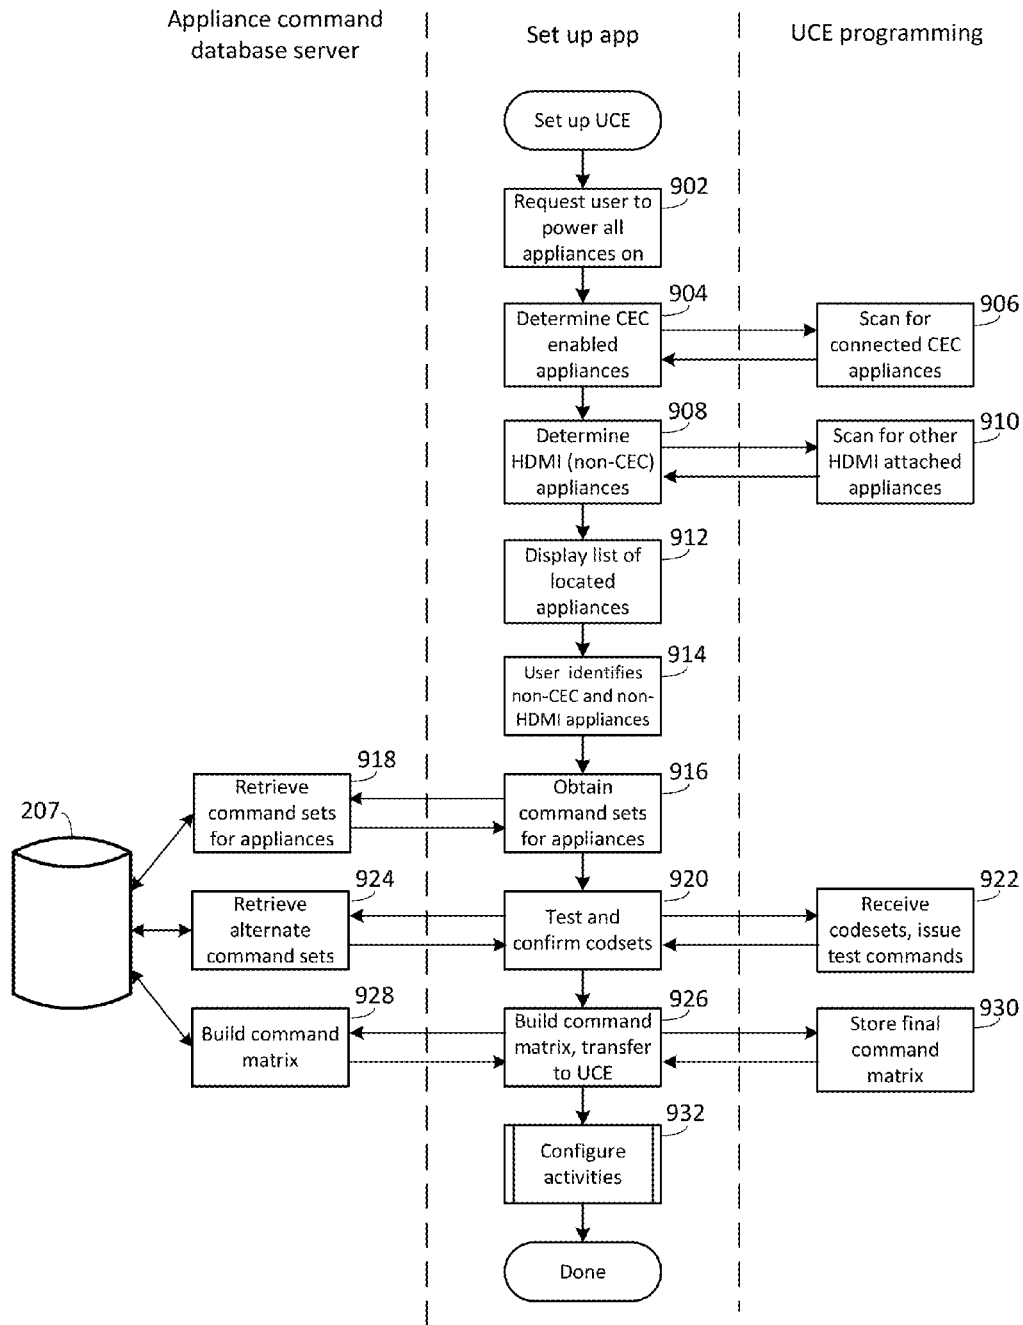 Appliance command
database server
Set up app
UCE programming
Set up UCE
902
Request user to
power all
appliances on
904
Determine CEC
enabled
appliances
906
Scan for
connected CEC
appliances
908
Determine
HDMI (non-CEC)
appliances
910
Scan for other
HDMI attached
appliances
912
Display list of
located
appliances
914
User identifies
non-CEC and non-
HDMI appliances
918
Retrieve
command sets
for appliances
916
Obtain
command sets
for appliances
207
924
Retrieve
alternate
command sets
920
Test and
confirm codsets
922
Receive
codesets, issue
test commands
928
Build command
matrix
926
Build command
matrix, transfer
to UCE
930
Store final
command
matrix
932
Configure
activities
Done